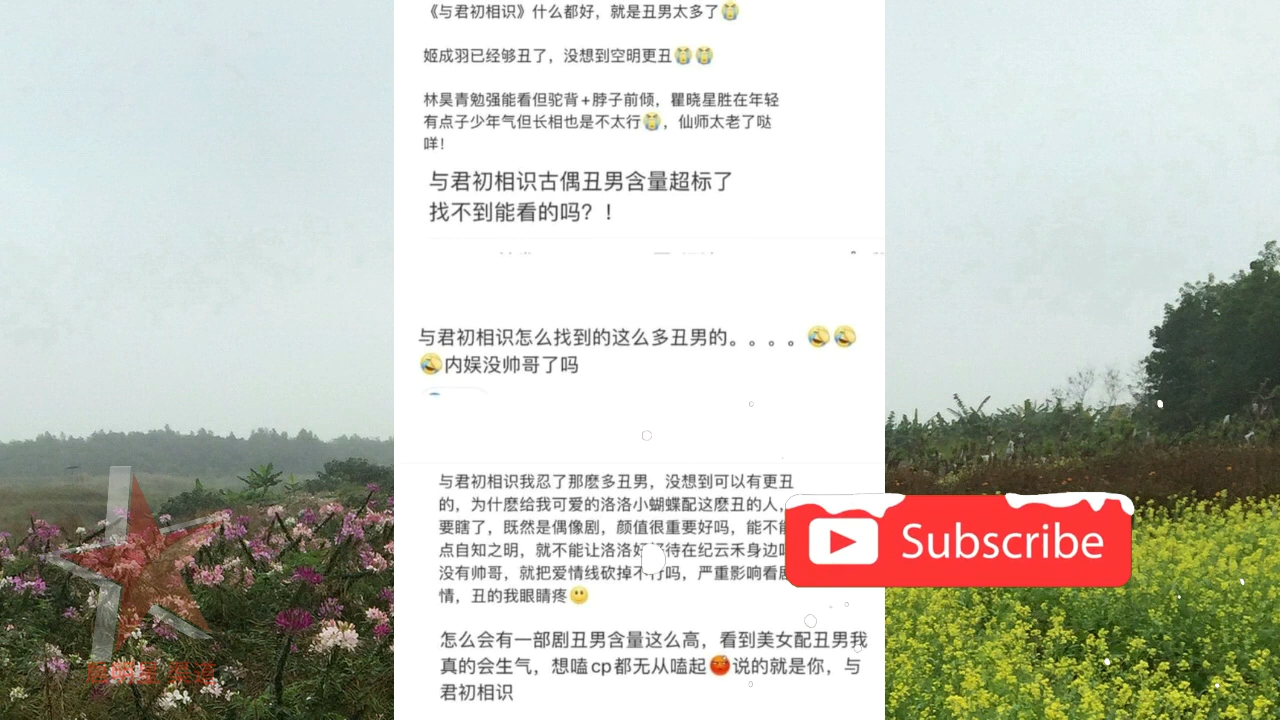 《与君初相识》什么都好，就是丑男太多了😭
姬成羽已经够丑了，没想到空明更丑😭😭
林昊青勉强能看但驼背+脖子前倾，瞿晓星胜在年轻
有点子少年气但长相也是不太行😭，仙师太老了哒
咩！
与君初相识古偶丑男含量超标了
找不到能看的吗？！
与君初相识怎么找到的这么多丑男的。。。。🤣🤣
🤣内娱没帅哥了吗
与君初相识我忍了那麽多丑男，没想到可以有更丑
的，为什麽给我可爱的洛洛小蝴蝶配这麽丑的人，
要瞎了，既然是偶像剧，颜值很重要好吗，能不能
点自知之明，就不能让洛洛好好待在纪云禾身边吗
没有帅哥，就把爱情线砍掉不行吗，严重影响看剧
情，丑的我眼睛疼😶
怎么会有一部剧丑男含量这么高，看到美女配丑男我
真的会生气，想嗑cp都无从嗑起😡说的就是你，与
君初相识
Subscribe